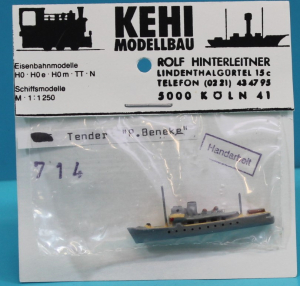 KEHI
MODELLBAU
Eisenbahnmodelle
H0 · H0e · H0m · TT · N
Schiffsmodelle
M · 1:1250
ROLF HINTERLEITNER
LINDENTHALGÜRTEL 15c
TELEFON (0221) 434795
5000 KÖLN 41
Tender "P.Beneke"
714
Handarbeit